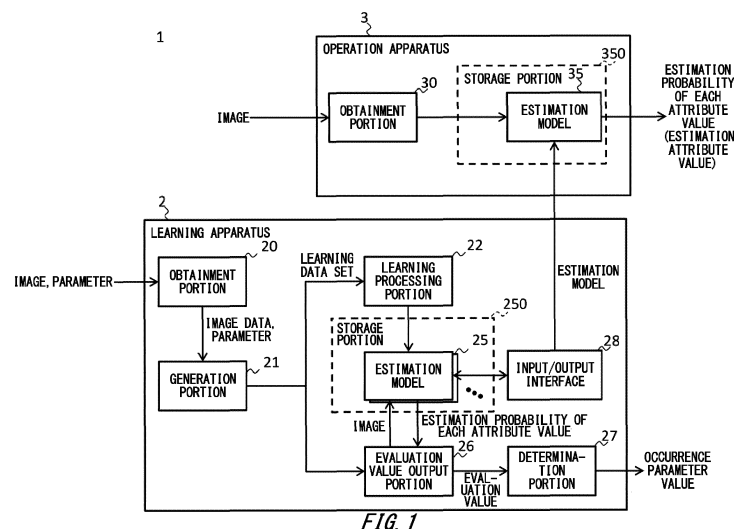 1
3
OPERATION APPARATUS
350
STORAGE PORTION
35
30
OBTAINMENT
PORTION
ESTIMATION
MODEL
IMAGE
ESTIMATION
PROBABILITY
OF EACH
ATTRIBUTE
VALUE
(ESTIMATION
ATTRIBUTE
VALUE)
2
LEARNING APPARATUS
20
OBTAINMENT
PORTION
IMAGE, PARAMETER
IMAGE DATA,
PARAMETER
21
GENERATION
PORTION
LEARNING
DATA SET
22
LEARNING
PROCESSING
PORTION
250
STORAGE
PORTION
25
ESTIMATION
MODEL
ESTIMATION
MODEL
28
INPUT/OUTPUT
INTERFACE
IMAGE
ESTIMATION PROBABILITY OF
EACH ATTRIBUTE VALUE
26
EVALUATION
VALUE OUTPUT
PORTION
EVAL-
UATION
VALUE
27
DETERMINA-
TION
PORTION
OCCURRENCE
PARAMETER
VALUE
FIG. 1